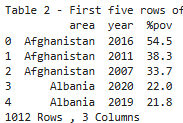 Table 2 - First five rows of
area year %pov
0 Afghanistan 2016 54.5
1 Afghanistan 2011 38.3
2 Afghanistan 2007 33.7
3 Albania 2020 22.0
4 Albania 2019 21.8
1012 Rows , 3 Columns